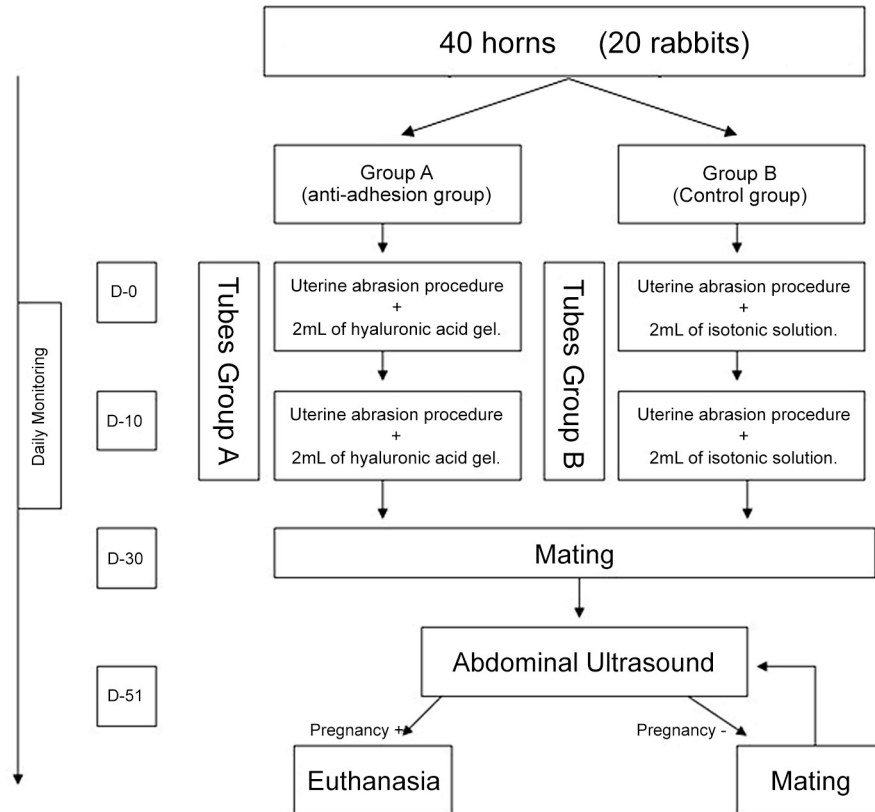 40 horns (20 rabbits)
Group A
(anti-adhesion group)
Group B
(Control group)
Daily Monitoring
D-0
Tubes Group A
Uterine abrasion procedure
+
2mL of hyaluronic acid gel.
Tubes Group B
Uterine abrasion procedure
+
2mL of isotonic solution.
D-10
Uterine abrasion procedure
+
2mL of hyaluronic acid gel.
Uterine abrasion procedure
+
2mL of isotonic solution.
D-30
Mating
Abdominal Ultrasound
D-51
Pregnancy +
Pregnancy -
Euthanasia
Mating